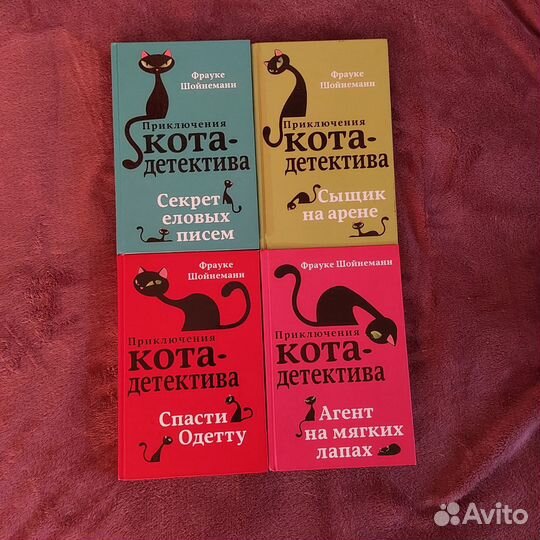 Фрауке
Шойнеманн
Приключения
кота-
детектива
Секрет
еловых
писем
Фрауке
Шойнеманн
Приключения
кота-
детектива
Сыщик
на арене
Фрауке
Шойнеманн
Приключения
кота-
детектива
Спасти
Одетту
Фрауке Шойнеманн
Приключения
кота-
детектива
Агент
на мягких
лапах
Avito